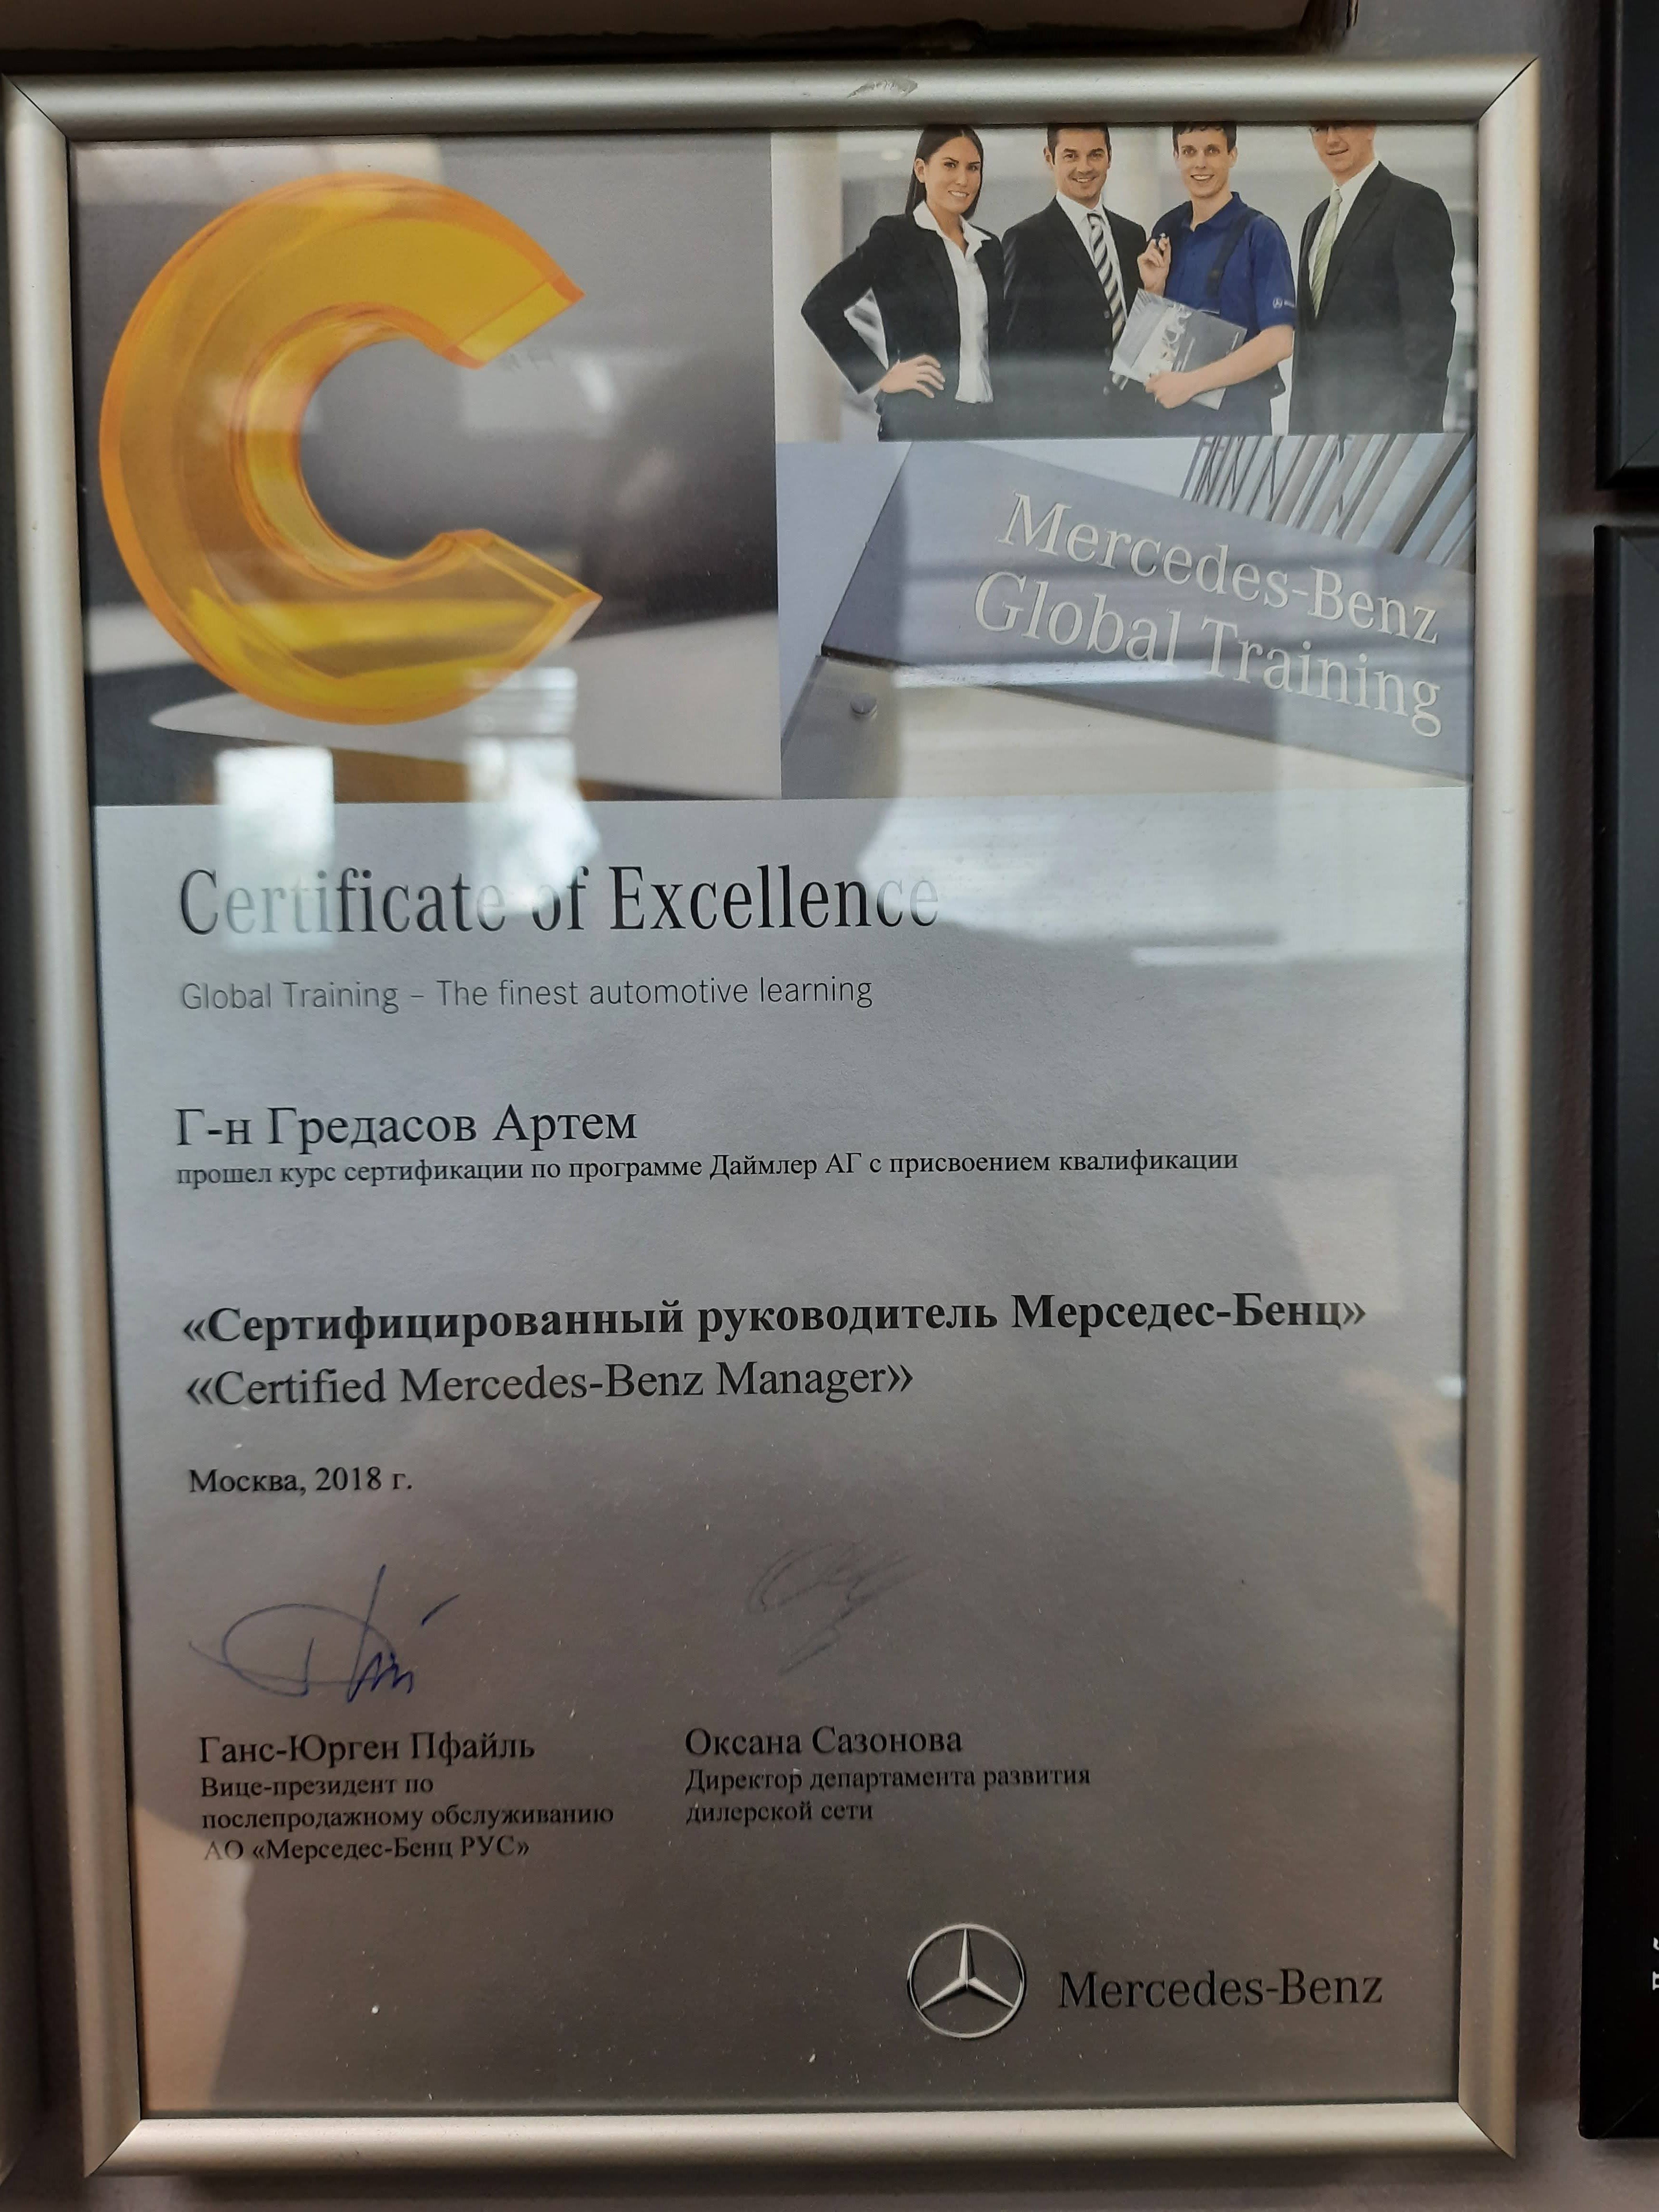 Mercedes-Benz
Global Training
Certificate of Excellence
Global Training – The finest automotive learning
Г-н Гредасов Артем
прошел курс сертификации по программе Даймлер АГ с присвоением квалификации
«Сертифицированный руководитель Мерседес-Бенц»
«Certified Mercedes-Benz Manager»
Москва, 2018 г.
Ганс-Юрген Пфайль
Вице-президент по
послепродажному обслуживанию
АО «Мерседес-Бенц РУС»
Оксана Сазонова
Директор департамента развития
дилерской сети
Mercedes-Benz